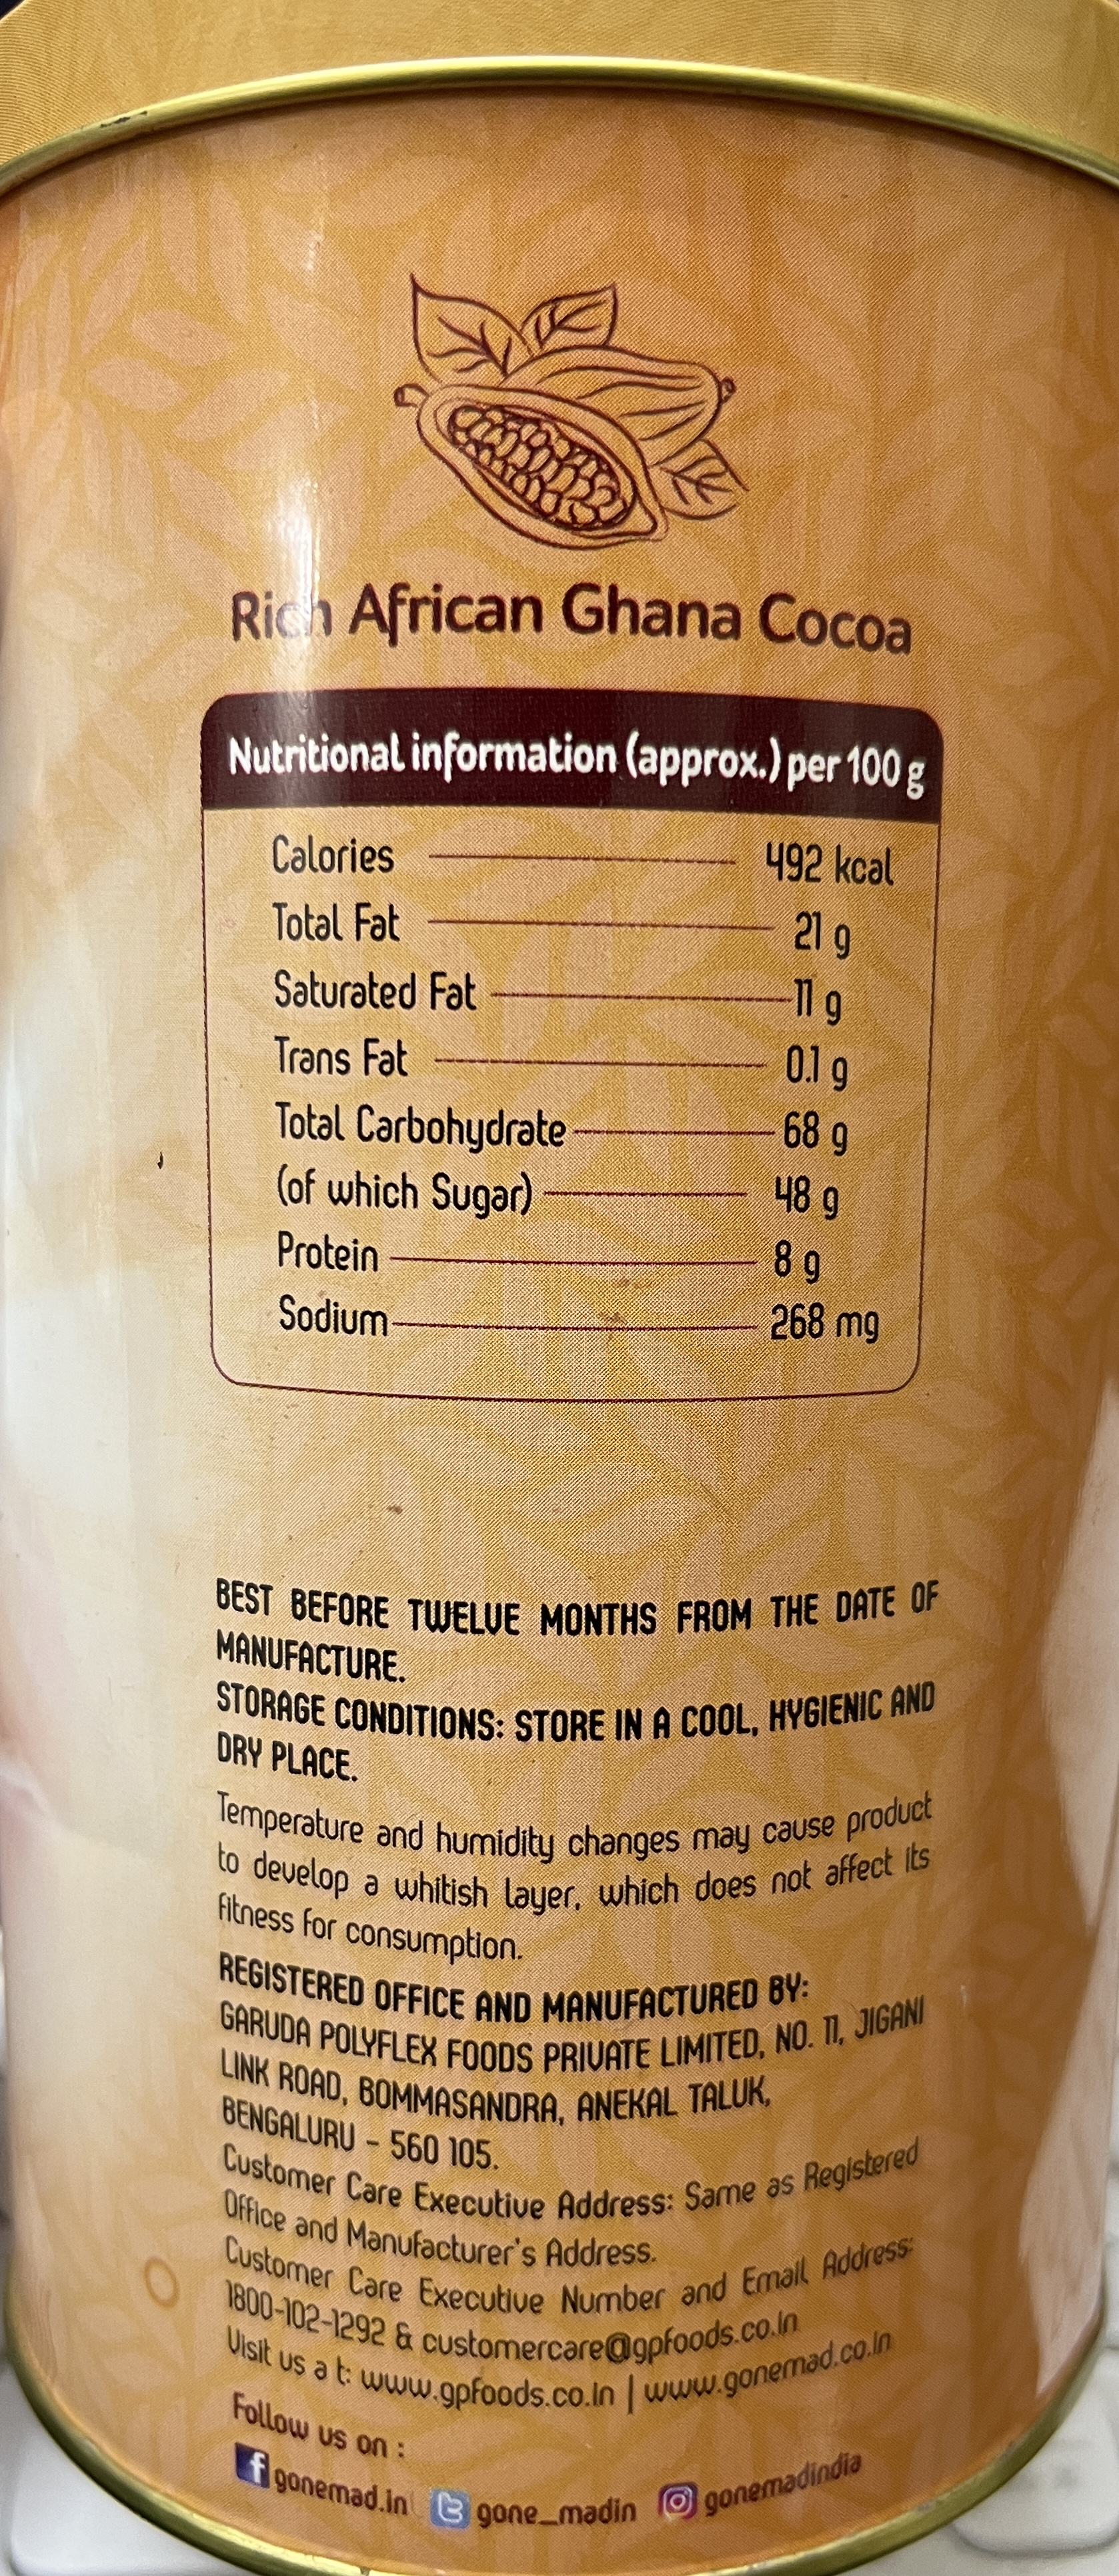 Rich African Ghana Cocoa
Nutritional information (approx.) per 100 g
Calories 492 kcal
Total Fat 21 g
Saturated Fat 11 g
Trans Fat 0.1 g
Total Carbohydrate 68 g
(of which Sugar) 48 g
Protein 8 g
Sodium 268 mg
BEST BEFORE TWELVE MONTHS FROM THE DATE OF
MANUFACTURE.
STORAGE CONDITIONS: STORE IN A COOL, HYGIENIC AND
DRY PLACE.
Temperature and humidity changes may cause product
to develop a whitish layer, which does not affect its
fitness for consumption.
REGISTERED OFFICE AND MANUFACTURED BY:
GARUDA POLYFLEX FOODS PRIVATE LIMITED, NO. 11, JIGANI
LINK ROAD, BOMMASANDRA, ANEKAL TALUK,
BENGALURU - 560 105.
Customer Care Executive Address: Same as Registered
Office and Manufacturer's Address.
Customer Care Executive Number and Email Address:
1800-102-1292 & customercare@gpfoods.co.in
Visit us a t: www.gpfoods.co.in | www.gonemad.co.in
Follow us on :
f gonemad.in gone_madin gonemadindia